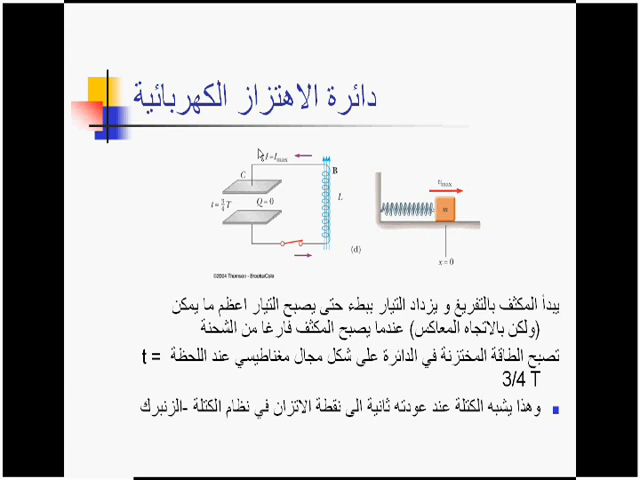 دائرة الاهتزاز الكهربائية
I = Imax
C
B
vmax
t = 3/4 T
Q = 0
L
m
(d)
x = 0
©2004 Thomson - Brooks/Cole
يبدأ المكثف بالتفريغ و يزداد التيار ببطء حتى يصبح التيار اعظم ما يمكن
(ولكن بالاتجاه المعاكس) عندما يصبح المكثف فارغا من الشحنة
تصبح الطاقة المختزنة في الدائرة على شكل مجال مغناطيسي عند اللحظة t =
3/4 T
وهذا يشبه الكتلة عند عودته ثانية الى نقطة الاتزان في نظام الكتلة -الزنبرك